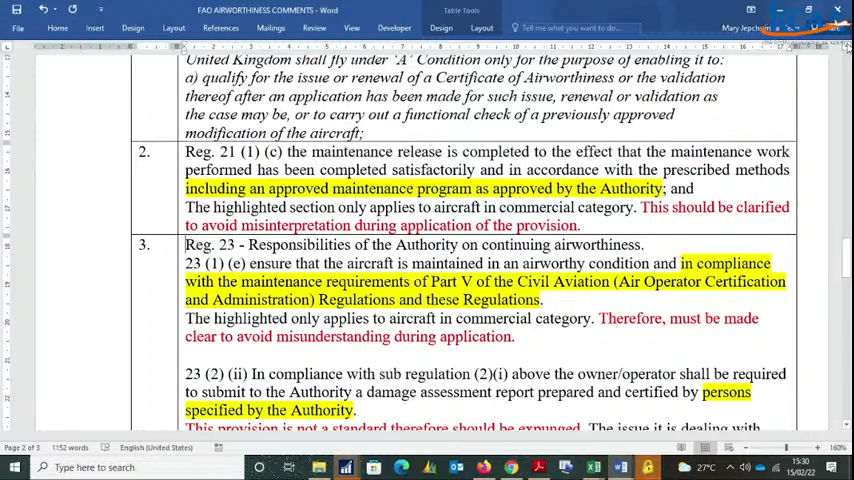 FAO AIRWORTHINESS COMMENTS - Word
Table Tools
Mary Jepchirchir
File Home Insert Design Layout References Mailings Review View Developer Design Layout Tell me what you want to do...
United Kingdom shall fly under 'A' Condition only for the purpose of enabling it to:
a) qualify for the issue or renewal of a Certificate of Airworthiness or the validation
thereof after an application has been made for such issue, renewal or validation as
the case may be, or to carry out a functional check of a previously approved
modification of the aircraft;
2. Reg. 21 (1) (c) the maintenance release is completed to the effect that the maintenance work
performed has been completed satisfactorily and in accordance with the prescribed methods
including an approved maintenance program as approved by the Authority; and
The highlighted section only applies to aircraft in commercial category. This should be clarified
to avoid misinterpretation during application of the provision.
3. Reg. 23 - Responsibilities of the Authority on continuing airworthiness.
23 (1) (e) ensure that the aircraft is maintained in an airworthy condition and in compliance
with the maintenance requirements of Part V of the Civil Aviation (Air Operator Certification
and Administration) Regulations and these Regulations.
The highlighted only applies to aircraft in commercial category. Therefore, must be made
clear to avoid misunderstanding during application.
23 (2) (ii) In compliance with sub regulation (2)(i) above the owner/operator shall be required
to submit to the Authority a damage assessment report prepared and certified by persons
specified by the Authority.
This provision is not a standard therefore should be expunged. The issue it is dealing with
Page 2 of 3 1152 words English (United States) 160%
Type here to search
27°C
15:30
15/02/22